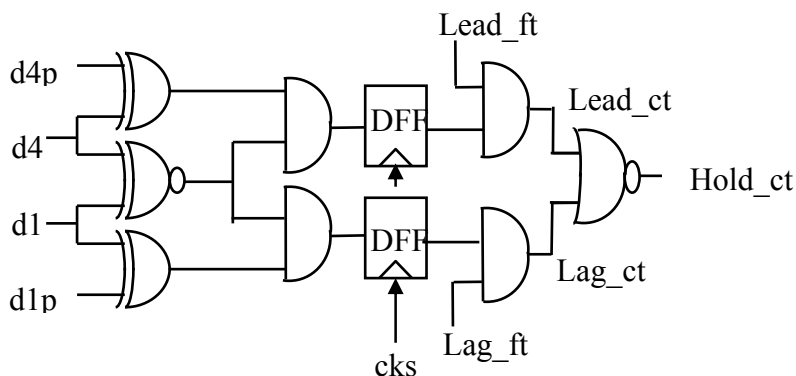 Lead_ft
d4p
Lead_ct
DFF
d4
Hold_ct
d1
DFF
Lag_ct
d1p
Lag_ft
cks